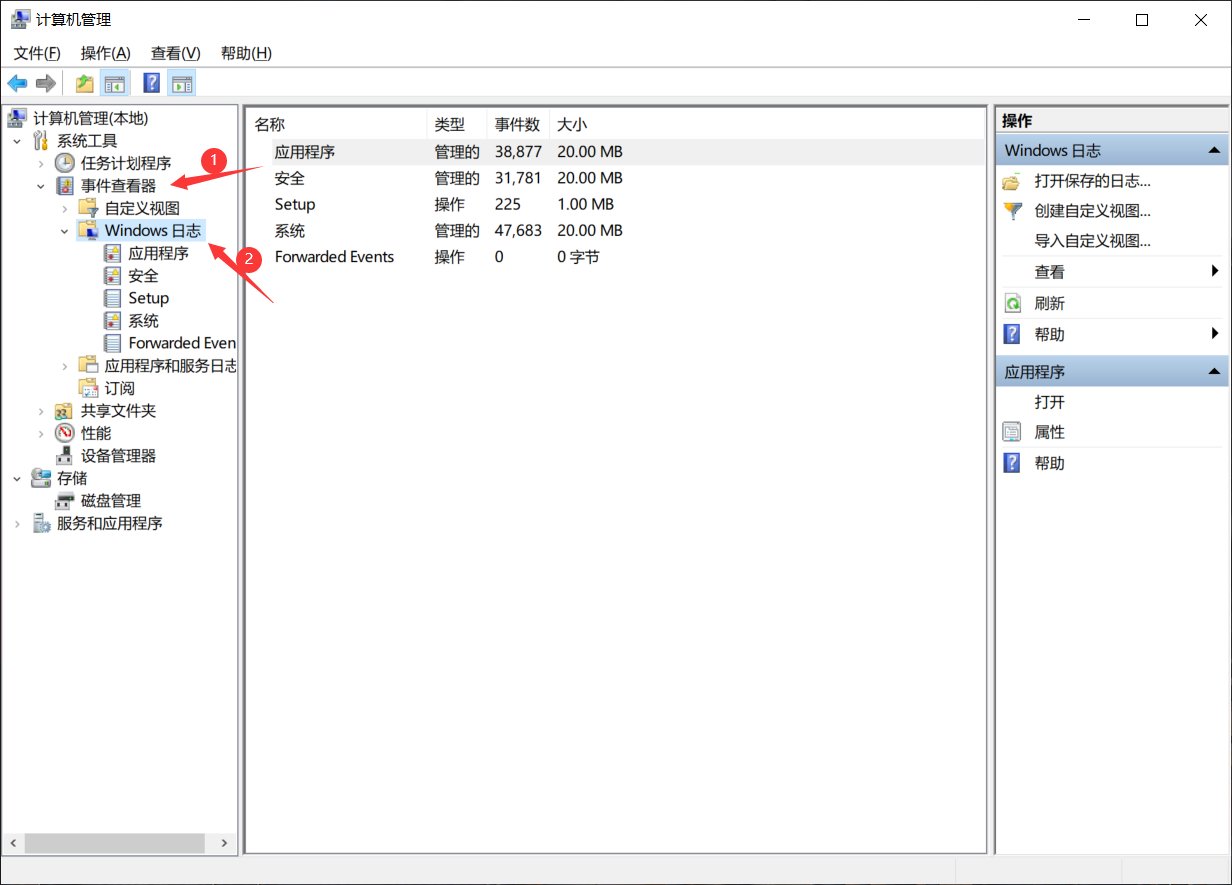 计算机管理
文件(F) 操作(A) 查看(V) 帮助(H)
计算机管理(本地)
系统工具
任务计划程序
事件查看器
自定义视图
Windows 日志
应用程序
安全
Setup
系统
Forwarded Even
应用程序和服务日志
订阅
共享文件夹
性能
设备管理器
存储
磁盘管理
服务和应用程序
1
2
名称 类型 事件数 大小
应用程序 管理的 38,877 20.00 MB
安全 管理的 31,781 20.00 MB
Setup 操作 225 1.00 MB
系统 管理的 47,683 20.00 MB
Forwarded Events 操作 0 0 字节
操作
Windows 日志
打开保存的日志...
创建自定义视图...
导入自定义视图...
查看
刷新
帮助
应用程序
打开
属性
帮助